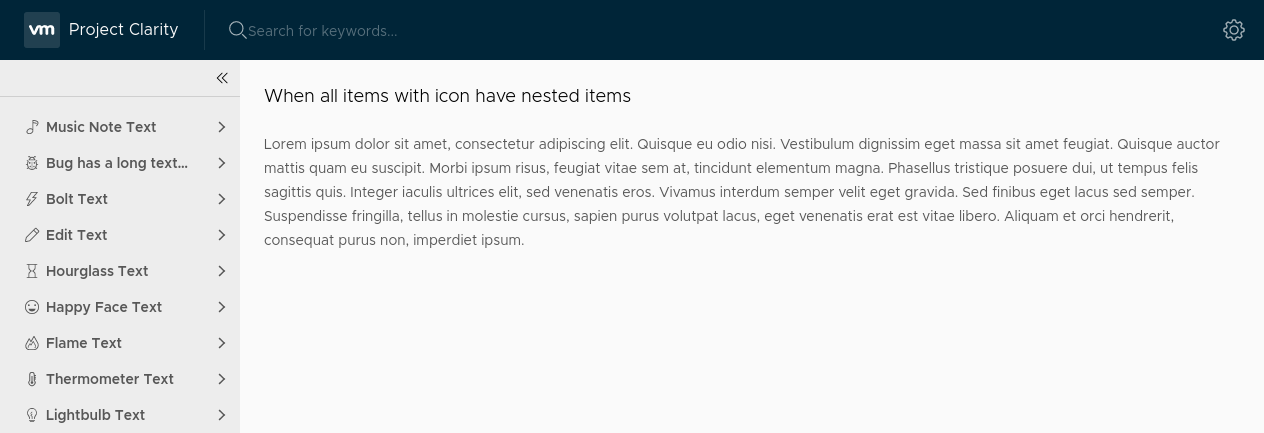 vm Project Clarity Search for keywords...
Music Note Text
Bug has a long text...
Bolt Text
Edit Text
Hourglass Text
Happy Face Text
Flame Text
Thermometer Text
Lightbulb Text
When all items with icon have nested items
Lorem ipsum dolor sit amet, consectetur adipiscing elit. Quisque eu odio nisi. Vestibulum dignissim eget massa sit amet feugiat. Quisque auctor
mattis quam eu suscipit. Morbi ipsum risus, feugiat vitae sem at, tincidunt elementum magna. Phasellus tristique posuere dui, ut tempus felis
sagittis quis. Integer iaculis ultrices elit, sed venenatis eros. Vivamus interdum semper velit eget gravida. Sed finibus eget lacus sed semper.
Suspendisse fringilla, tellus in molestie cursus, sapien purus volutpat lacus, eget venenatis erat est vitae libero. Aliquam et orci hendrerit,
consequat purus non, imperdiet ipsum.